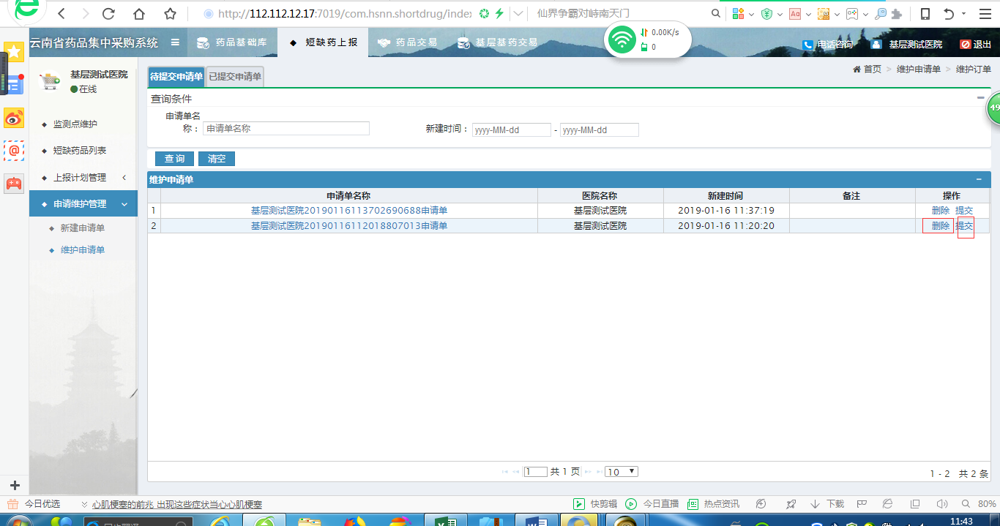 http://112.112.12.17:7019/com.hsnn.shortdrug/index
仙界争霸对峙南天门
云南省药品集中采购系统
药品基础库
短缺药上报
药品交易
基层基药交易
0.00K/s
0
电话咨询
基层测试医院
退出
基层测试医院
在线
监测点维护
短缺药品列表
上报计划管理
申请维护管理
新建申请单
维护申请单
待提交申请单 已提交申请单
首页 > 维护申请单 > 维护订单
49
查询条件
申请单名
称： 申请单名称
新建时间： yyyy-MM-dd - yyyy-MM-dd
查 询 清空
维护申请单
申请单名称 医院名称 新建时间 备注 操作
1 基层测试医院20190116113702690688申请单 基层测试医院 2019-01-16 11:37:19 删除 提交
2 基层测试医院20190116112018807013申请单 基层测试医院 2019-01-16 11:20:20 删除 提交
1 共 1 页 10
1 - 2 共 2 条
今日优选
心肌梗塞的前兆 出现这些症状当心心肌梗塞
快剪辑
今日直播
热点资讯
下载
80%
11:43